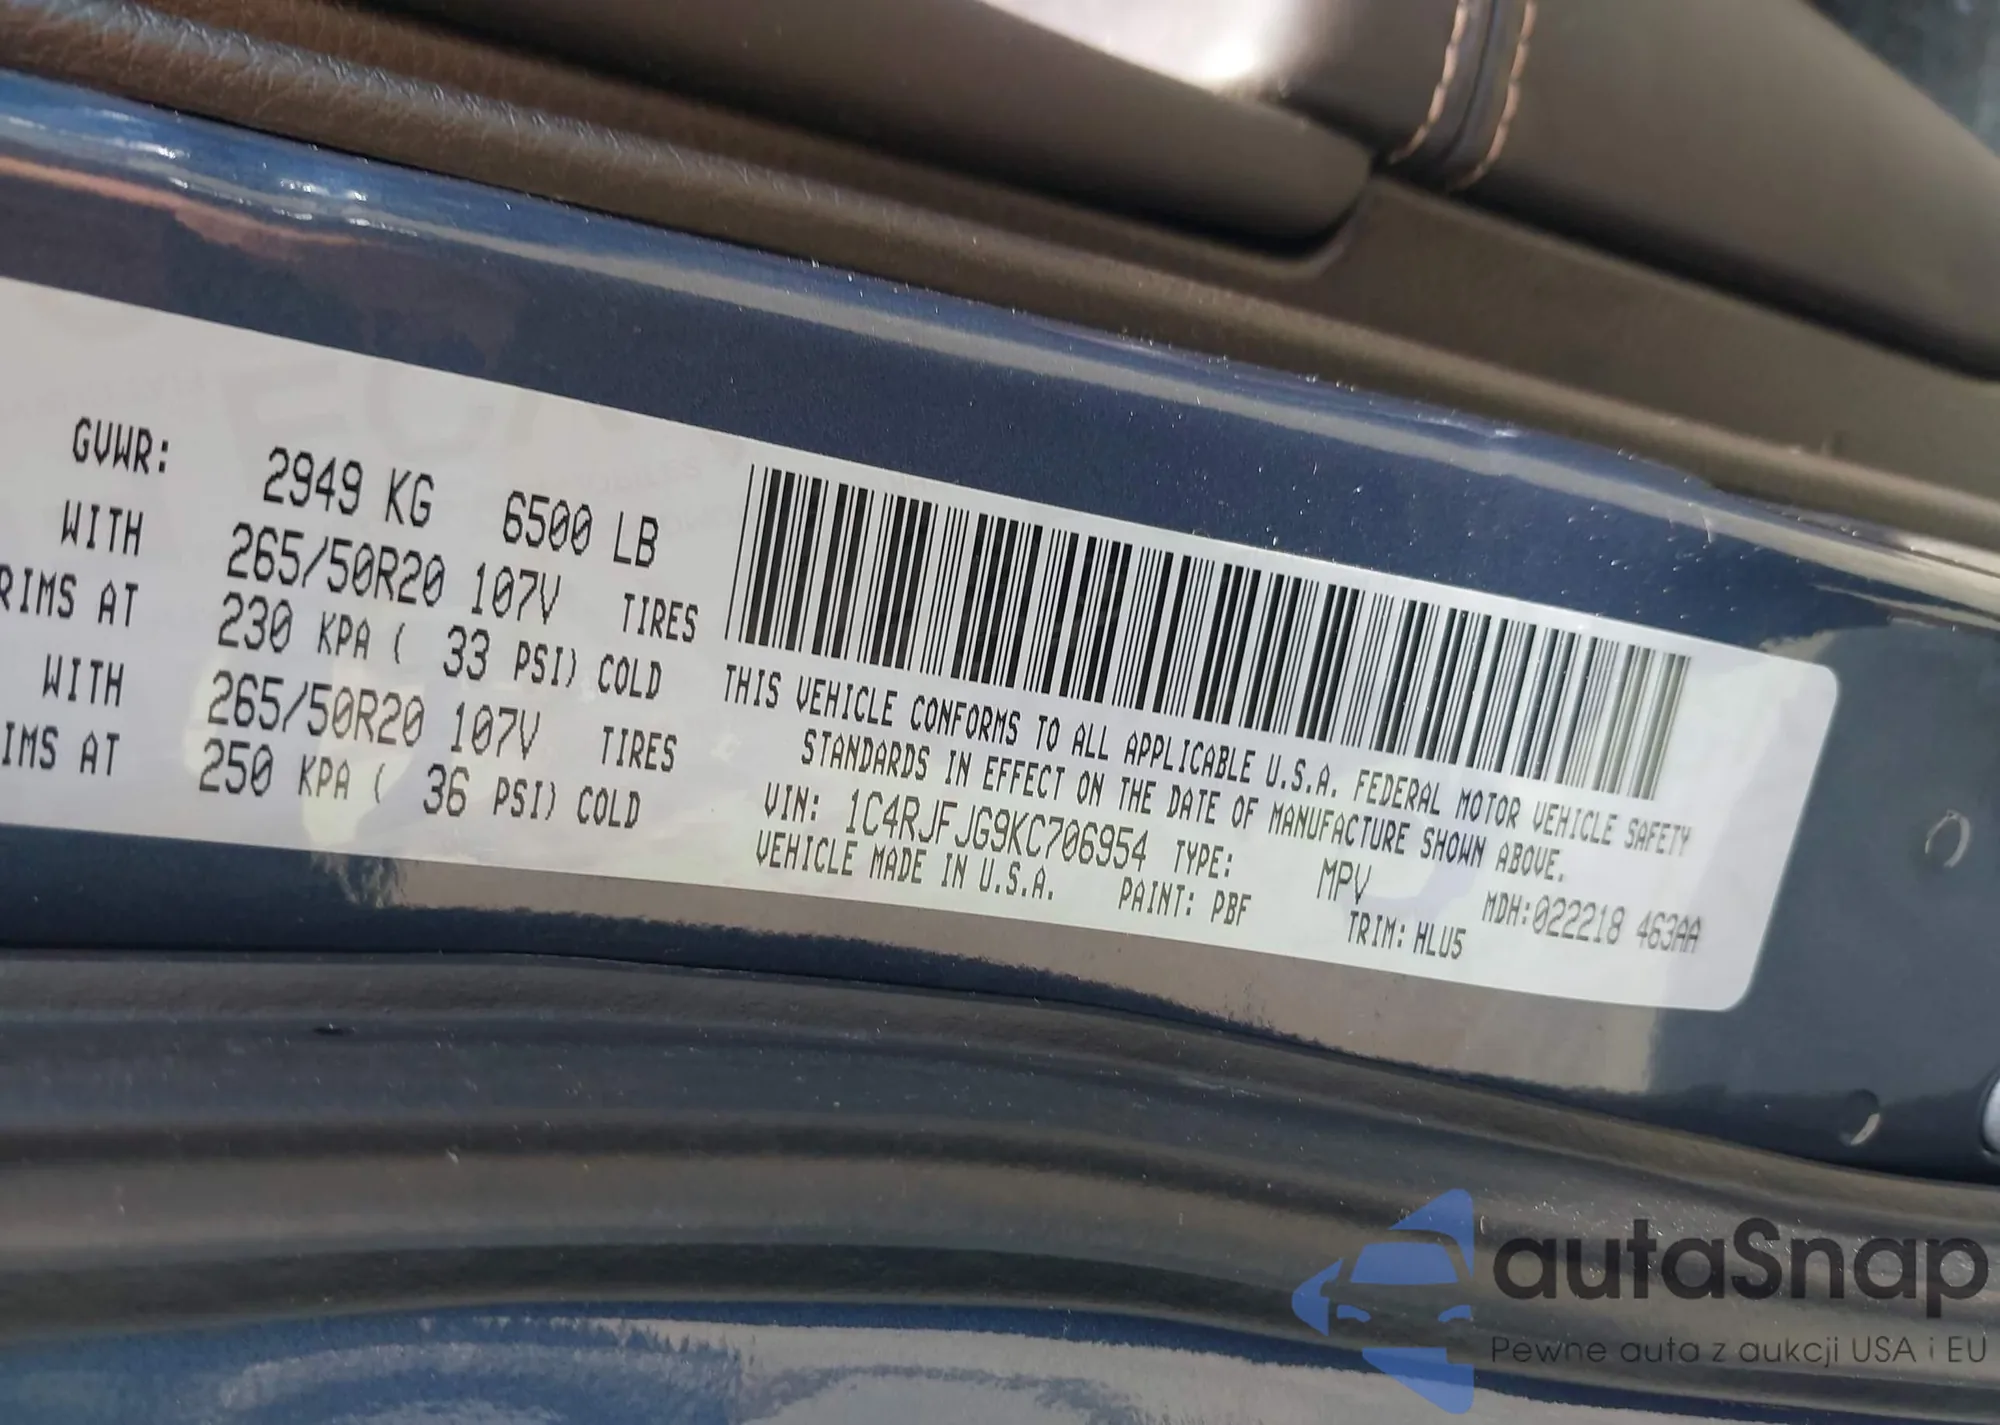 GVWR: 2949 KG 6500 LB
WITH 265/50R20 107V TIRES
RIMS AT 230 KPA ( 33 PSI) COLD
WITH 265/50R20 107V TIRES
IMS AT 250 KPA ( 36 PSI) COLD
THIS VEHICLE CONFORMS TO ALL APPLICABLE U.S.A. FEDERAL MOTOR VEHICLE SAFETY
STANDARDS IN EFFECT ON THE DATE OF MANUFACTURE SHOWN ABOVE.
VIN: 1C4RJFJG9KC706954 TYPE: MPV MDH:022218 463AA
VEHICLE MADE IN U.S.A. PAINT: PBF TRIM: HLU5
autaSnap
Pewne auta z aukcji USA i EU